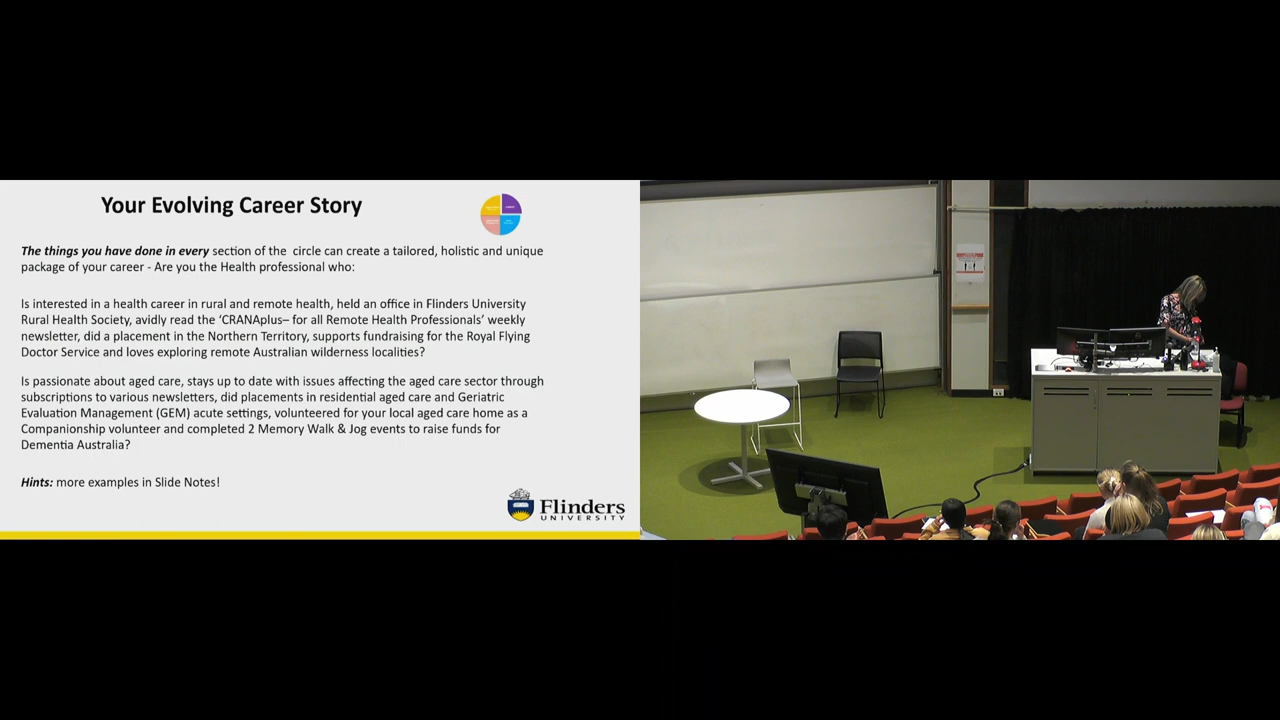 Your Evolving Career Story
The things you have done in every section of the circle can create a tailored, holistic and unique
package of your career - Are you the Health professional who:
Is interested in a health career in rural and remote health, held an office in Flinders University
Rural Health Society, avidly read the ‘CRANAplus– for all Remote Health Professionals’ weekly
newsletter, did a placement in the Northern Territory, supports fundraising for the Royal Flying
Doctor Service and loves exploring remote Australian wilderness localities?
Is passionate about aged care, stays up to date with issues affecting the aged care sector through
subscriptions to various newsletters, did placements in residential aged care and Geriatric
Evaluation Management (GEM) acute settings, volunteered for your local aged care home as a
Companionship volunteer and completed 2 Memory Walk & Jog events to raise funds for
Dementia Australia?
Hints: more examples in Slide Notes!
Flinders
UNIVERSITY